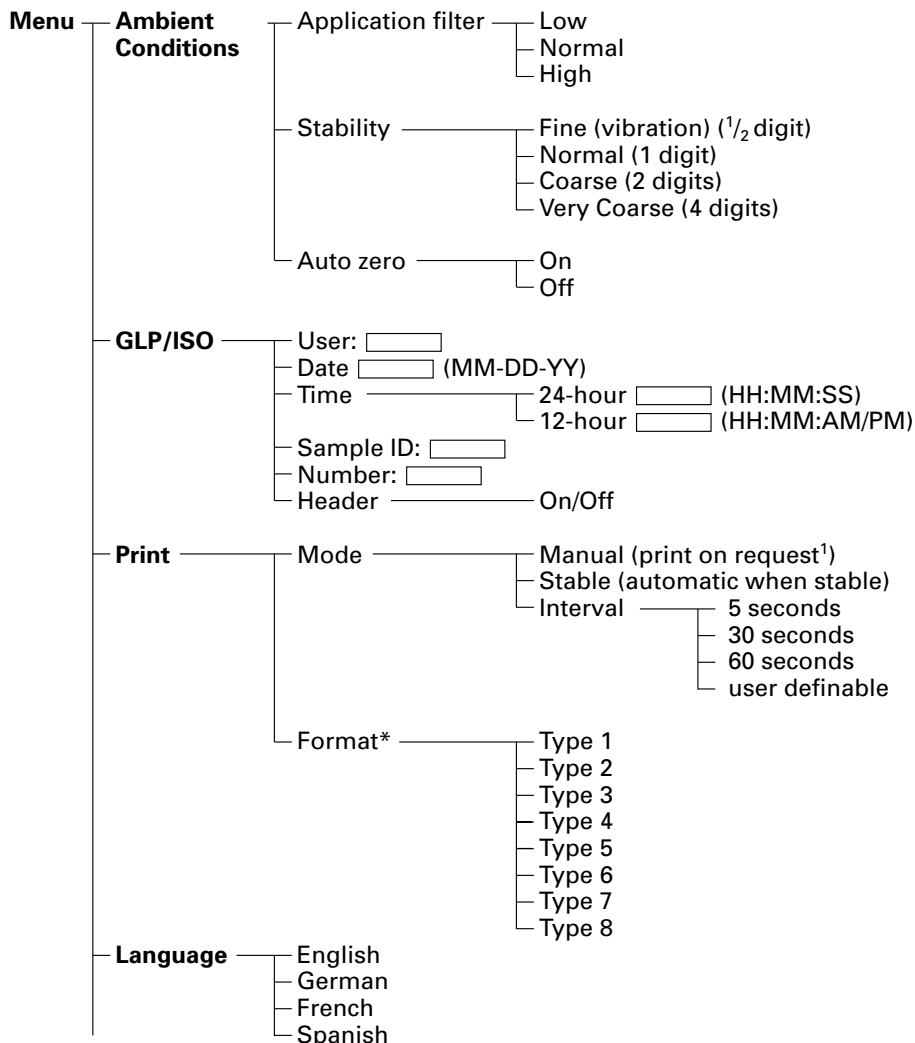 Menu Ambient Application filter Low
Conditions Normal
High
Stability Fine (vibration) (1/2 digit)
Normal (1 digit)
Coarse (2 digits)
Very Coarse (4 digits)
Auto zero On
Off
GLP/ISO User:
Date (MM-DD-YY)
Time 24-hour (HH:MM:SS)
12-hour (HH:MM:AM/PM)
Sample ID:
Number:
Header On/Off
Print Mode Manual (print on request¹)
Stable (automatic when stable)
Interval 5 seconds
30 seconds
60 seconds
user definable
Format* Type 1
Type 2
Type 3
Type 4
Type 5
Type 6
Type 7
Type 8
Language English
German
French
Spanish